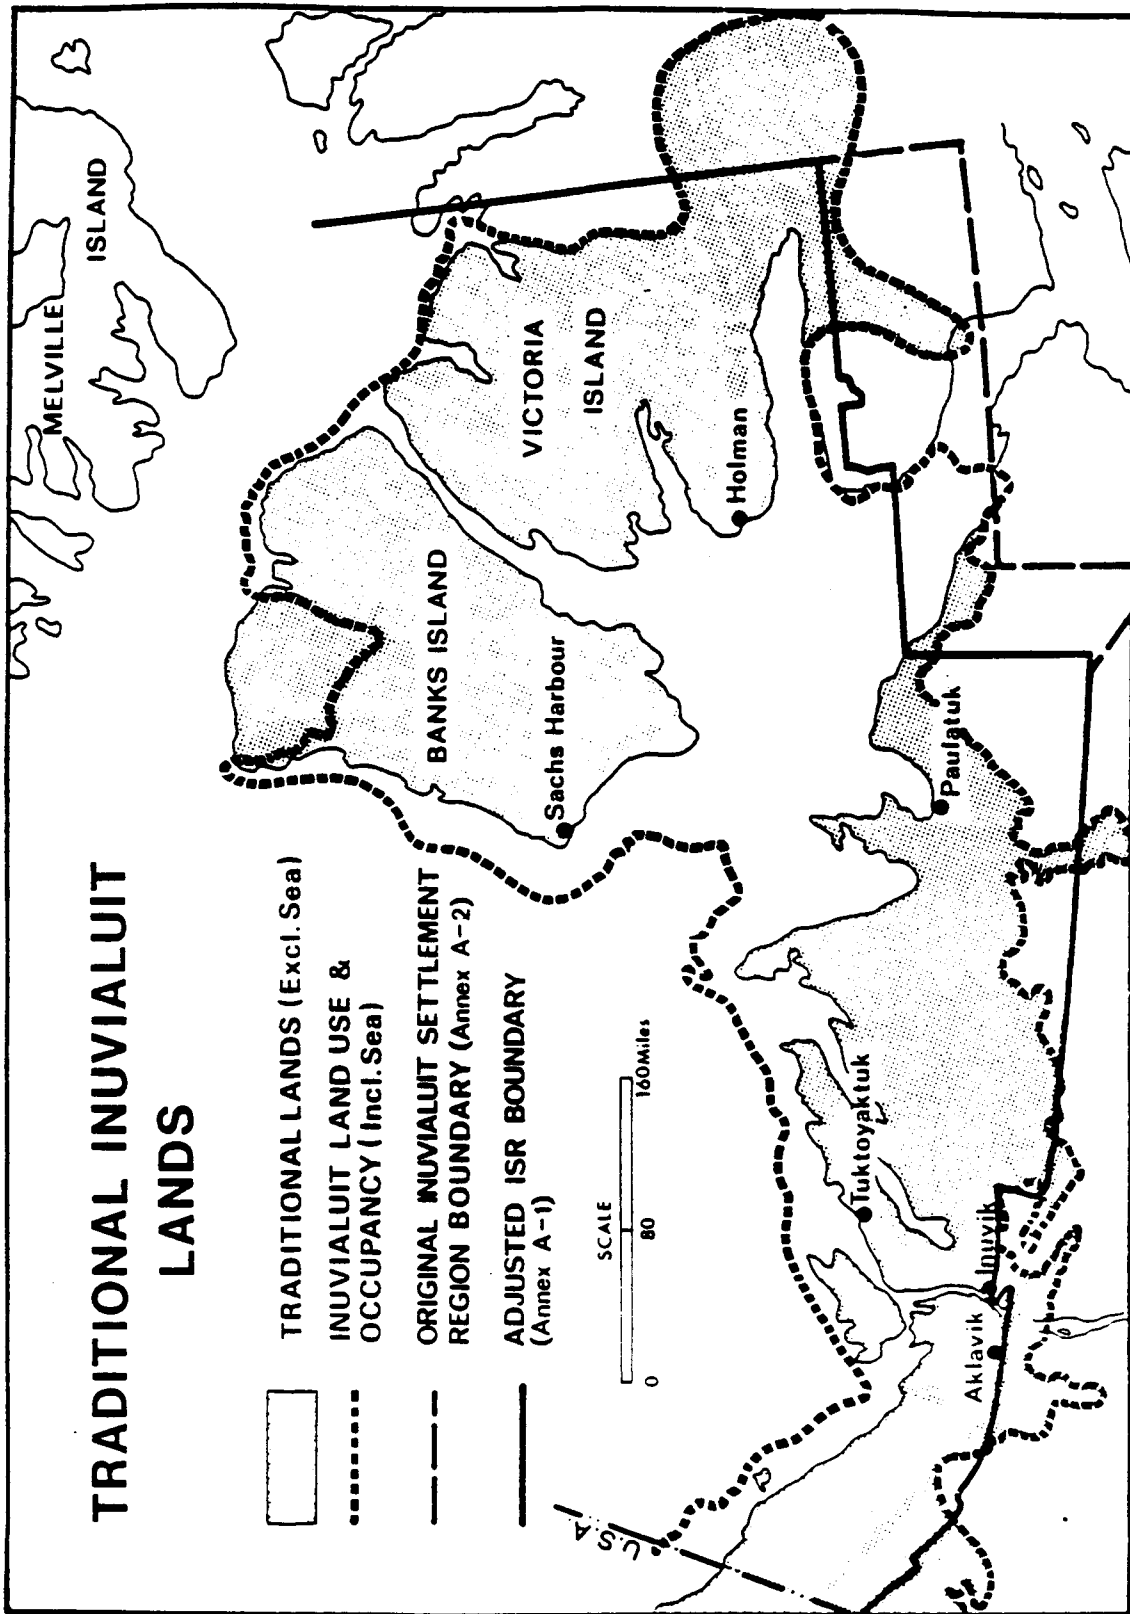 TRADITIONAL INUVIALUIT
LANDS
TRADITIONAL LANDS (Excl. Sea)
INUVIALUIT LAND USE &
OCCUPANCY (Incl. Sea)
ORIGINAL INUVIALUIT SETTLEMENT
REGION BOUNDARY (Annex A-2)
ADJUSTED ISR BOUNDARY
(Annex A-1)
SCALE
0 80 160 Miles
U.S.A
MELVILLE
ISLAND
BANKS ISLAND
Sachs Harbour
VICTORIA
ISLAND
Holman
Paulatuk
Tuktoyaktuk
Inuvik
Aklavik